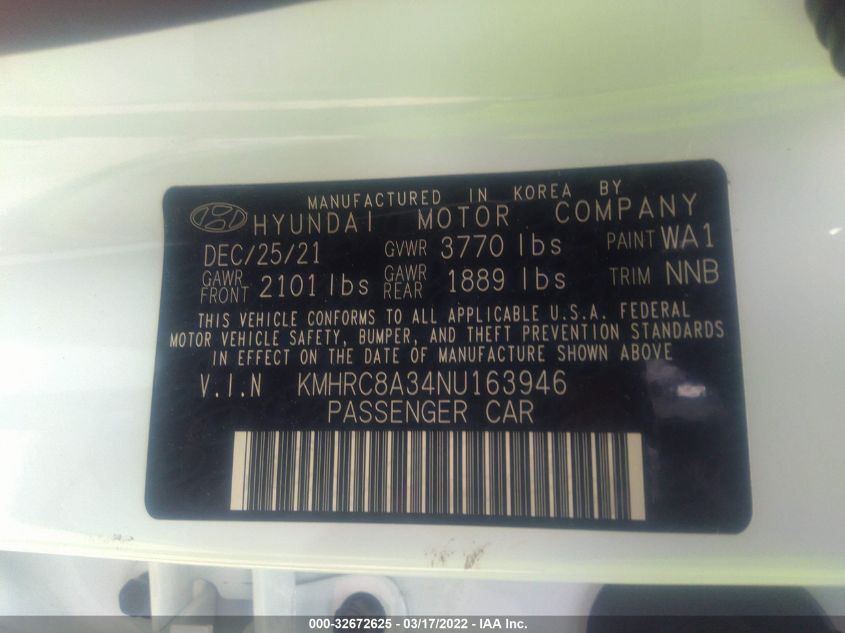 MANUFACTURED IN KOREA BY
HYUNDAI MOTOR COMPANY
DEC/25/21 GVWR 3770 lbs PAINT WA1
GAWR FRONT 2101 lbs GAWR REAR 1889 lbs TRIM NNB
THIS VEHICLE CONFORMS TO ALL APPLICABLE U.S.A. FEDERAL
MOTOR VEHICLE SAFETY, BUMPER, AND THEFT PREVENTION STANDARDS
IN EFFECT ON THE DATE OF MANUFACTURE SHOWN ABOVE
V.I.N KMHRC8A34NU163946
PASSENGER CAR
000-32672625 - 03/17/2022 - IAA Inc.